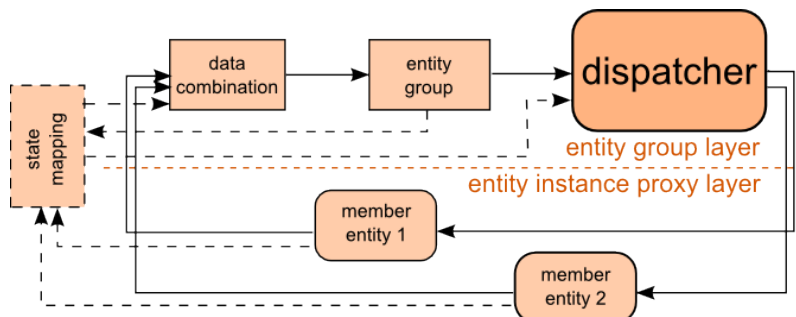 data
combination
entity
group
dispatcher
state
mapping
entity group layer
entity instance proxy layer
member
entity 1
member
entity 2